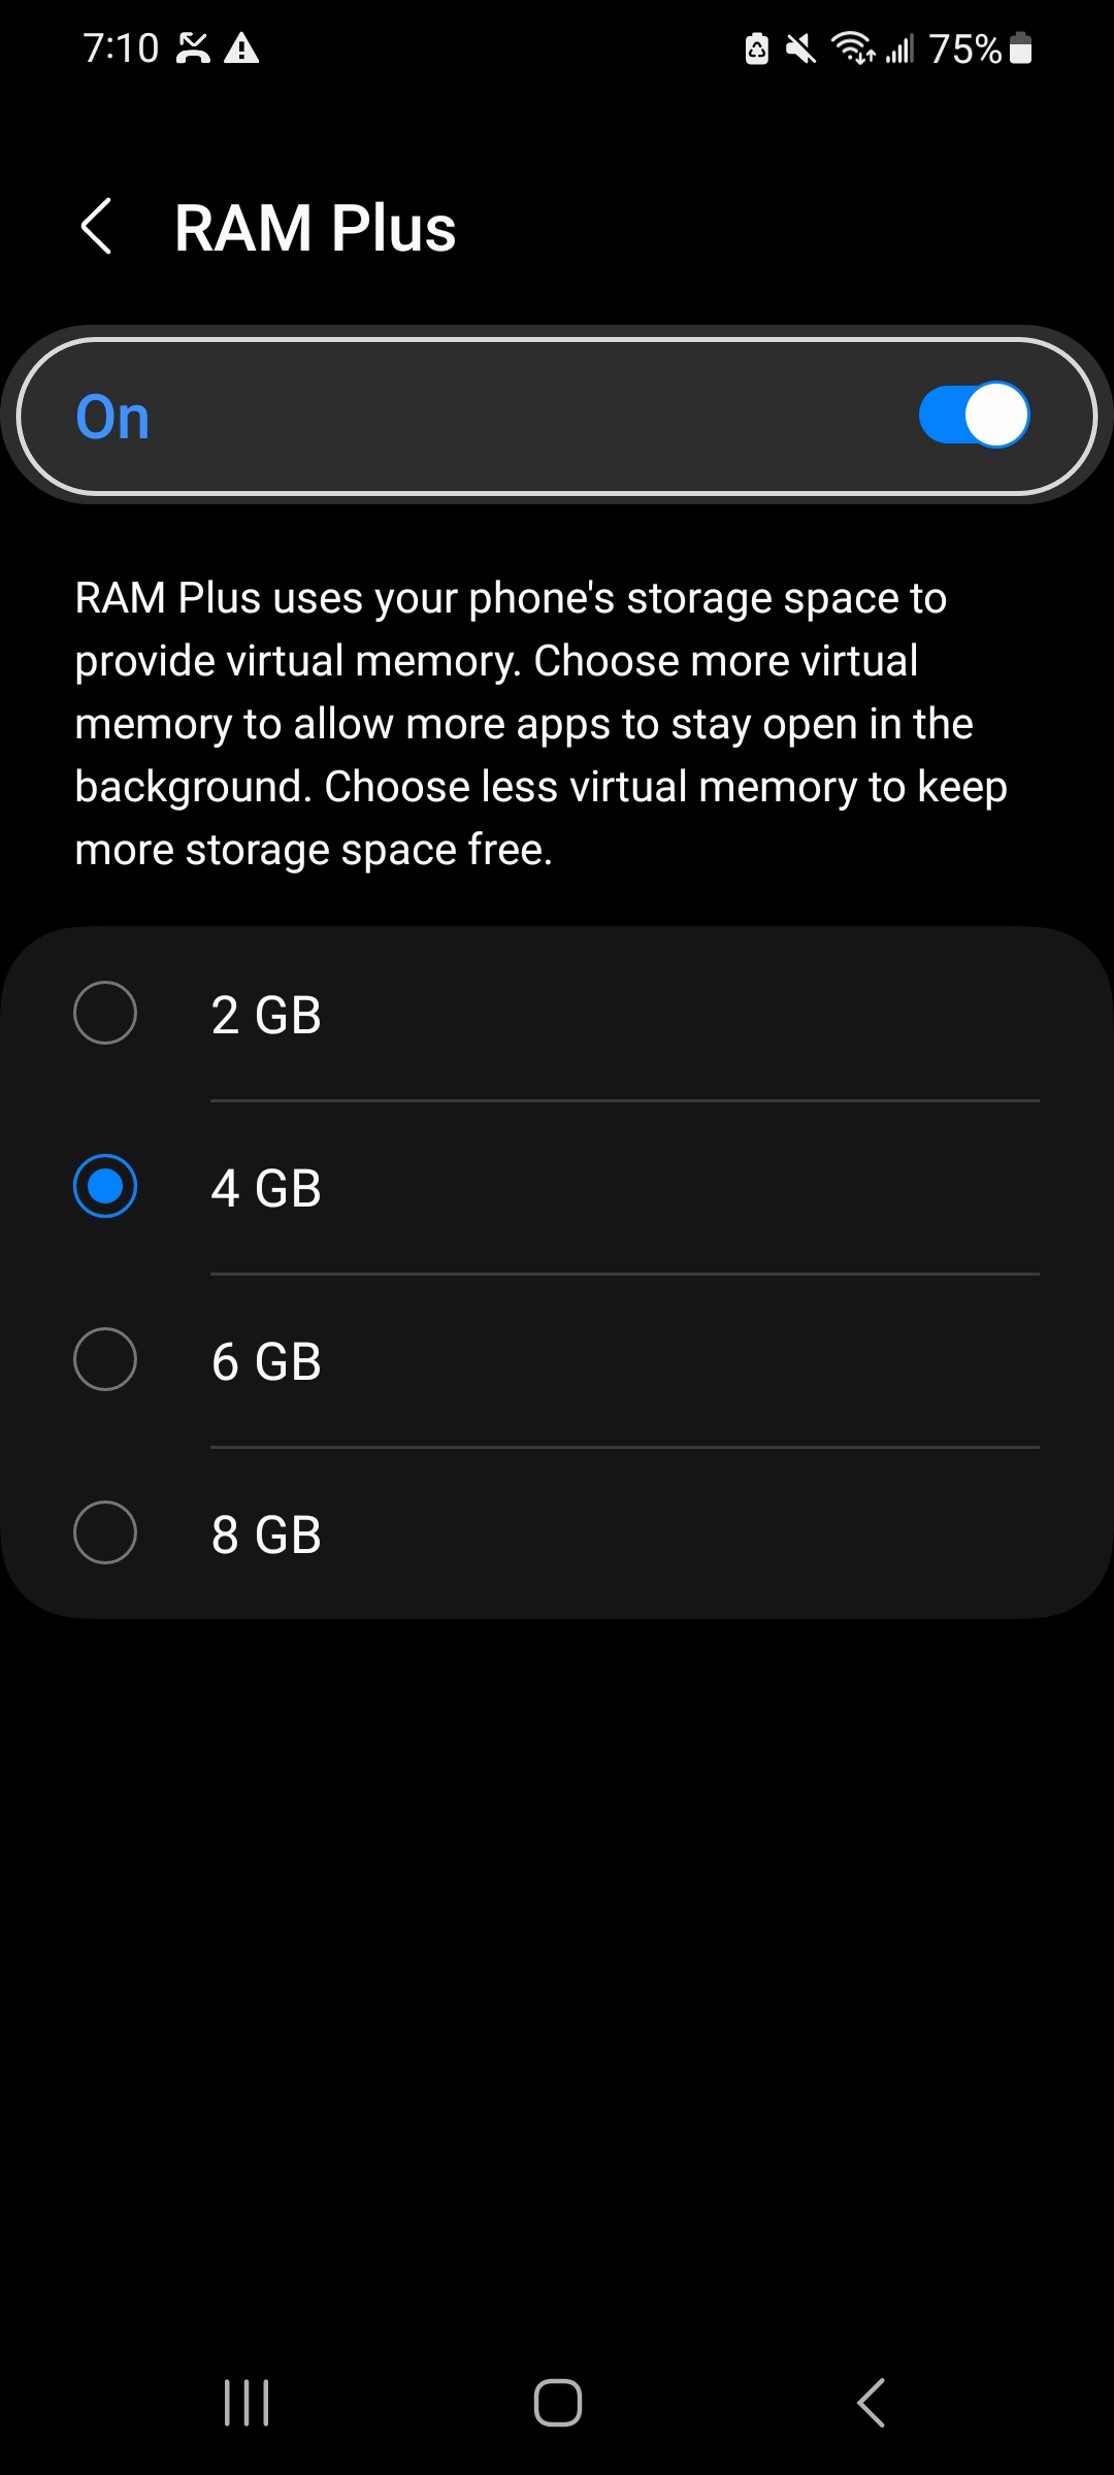 7:10
75%
RAM Plus
On
RAM Plus uses your phone's storage space to
provide virtual memory. Choose more virtual
memory to allow more apps to stay open in the
background. Choose less virtual memory to keep
more storage space free.
2 GB
4 GB
6 GB
8 GB